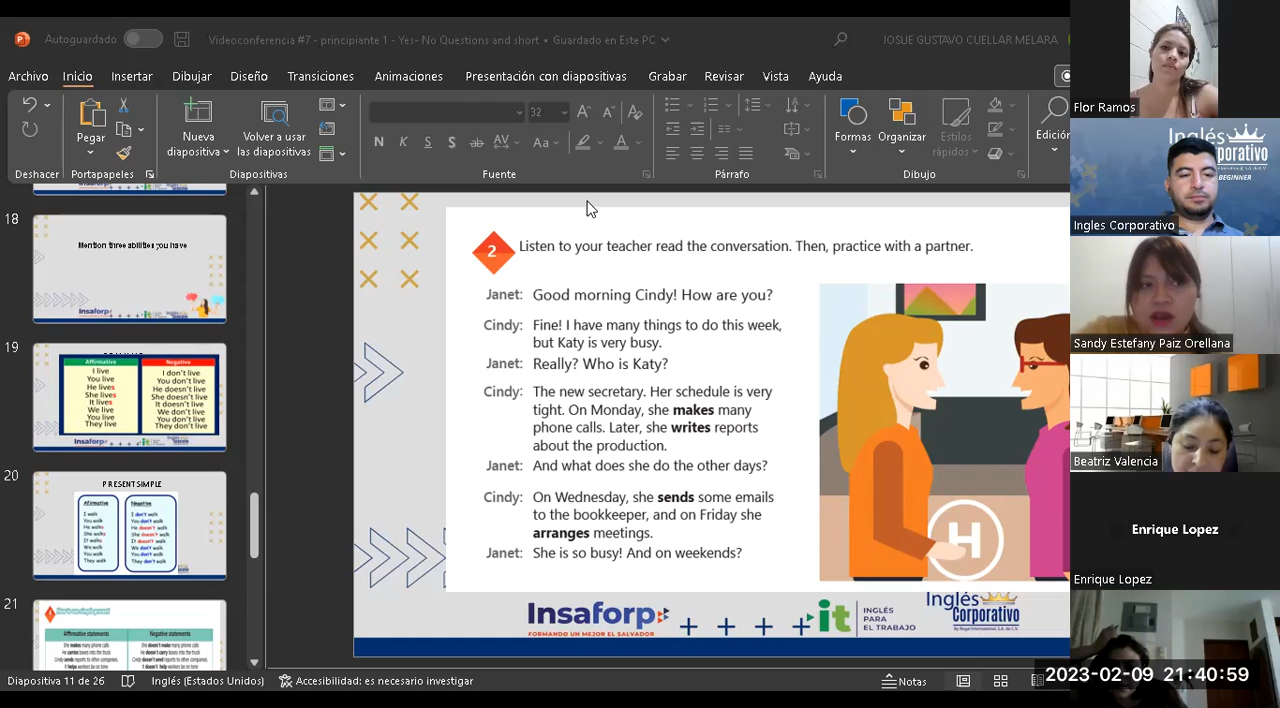 Autoguardado
Videoconferencia #7 - principiante 1 - Yes- No Questions and short • Guardado en Este PC
JOSUE GUSTAVO CUELLAR MELARA
Archivo Inicio Insertar Dibujar Diseño Transiciones Animaciones Presentación con diapositivas Grabar Revisar Vista Ayuda
Pegar
Nueva diapositiva
Volver a usar las diapositivas
32
Formas
Organizar
Estilos rápidos
Edición
Deshacer Portapapeles Diapositivas Fuente Párrafo Dibujo
18
Mention three abilities you have
Insaforp
19
Affirmative Negative
I live I don't live
You live You don't live
He lives He doesn't live
She lives She doesn't live
It lives It doesn't live
We live We don't live
You live You don't live
They live They don't live
Insaforp
20
PRESENT SIMPLE
I walk I don't walk
You walk You don't walk
He walks He doesn't walk
She walks She doesn't walk
It walks It doesn't walk
We walk We don't walk
You walk You don't walk
They walk They don't walk
Insaforp
21
Affirmative statements Negative statements
She makes many phone calls She doesn't make many phone calls
2
Listen to your teacher read the conversation. Then, practice with a partner.
Janet: Good morning Cindy! How are you?
Cindy: Fine! I have many things to do this week,
but Katy is very busy.
Janet: Really? Who is Katy?
Cindy: The new secretary. Her schedule is very
tight. On Monday, she makes many
phone calls. Later, she writes reports
about the production.
Janet: And what does she do the other days?
Cindy: On Wednesday, she sends some emails
to the bookkeeper, and on Friday she
arranges meetings.
Janet: She is so busy! And on weekends?
H
Insaforp
FORMANDO UN MEJOR EL SALVADOR
it
INGLÉS
PARA
EL TRABAJO
Inglés
Corporativo
Diapositiva 11 de 26
Inglés (Estados Unidos)
Accesibilidad: es necesario investigar
Notas
Flor Ramos
Inglés
orporativo
BEGINNER
Ingles Corporativo
Sandy Estefany Paiz Orellana
Beatriz Valencia
Enrique Lopez
Enrique Lopez
2023-02-09 21:40:59